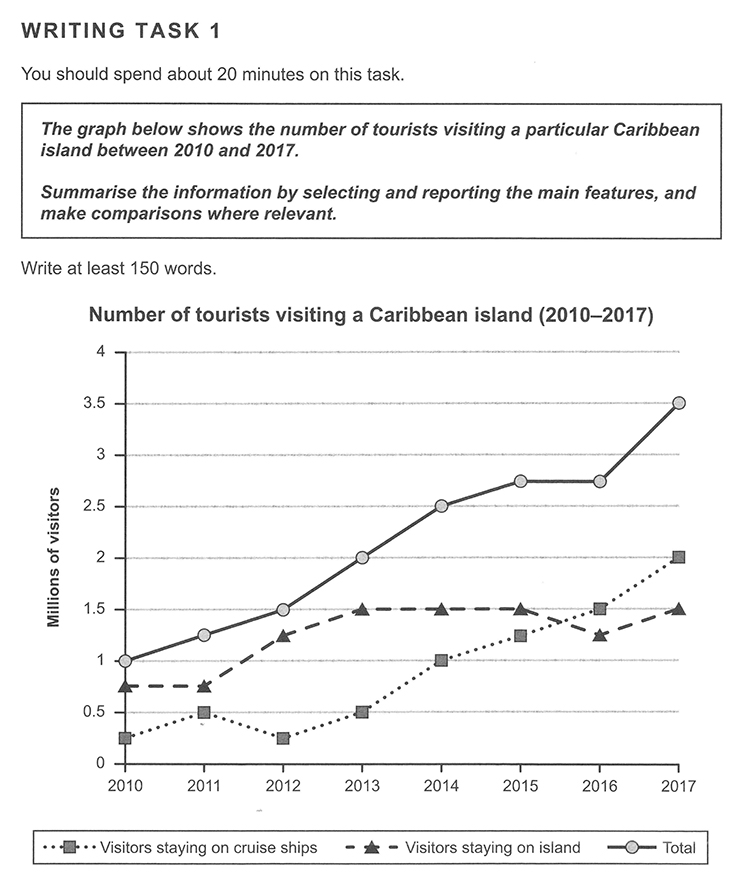 WRITING TASK 1
You should spend about 20 minutes on this task.
The graph below shows the number of tourists visiting a particular Caribbean
island between 2010 and 2017.
Summarise the information by selecting and reporting the main features, and
make comparisons where relevant.
Write at least 150 words.
Number of tourists visiting a Caribbean island (2010–2017)
Millions of visitors
4
3.5
3
2.5
2
1.5
1
0.5
0
2010 2011 2012 2013 2014 2015 2016 2017
Visitors staying on cruise ships Visitors staying on island Total